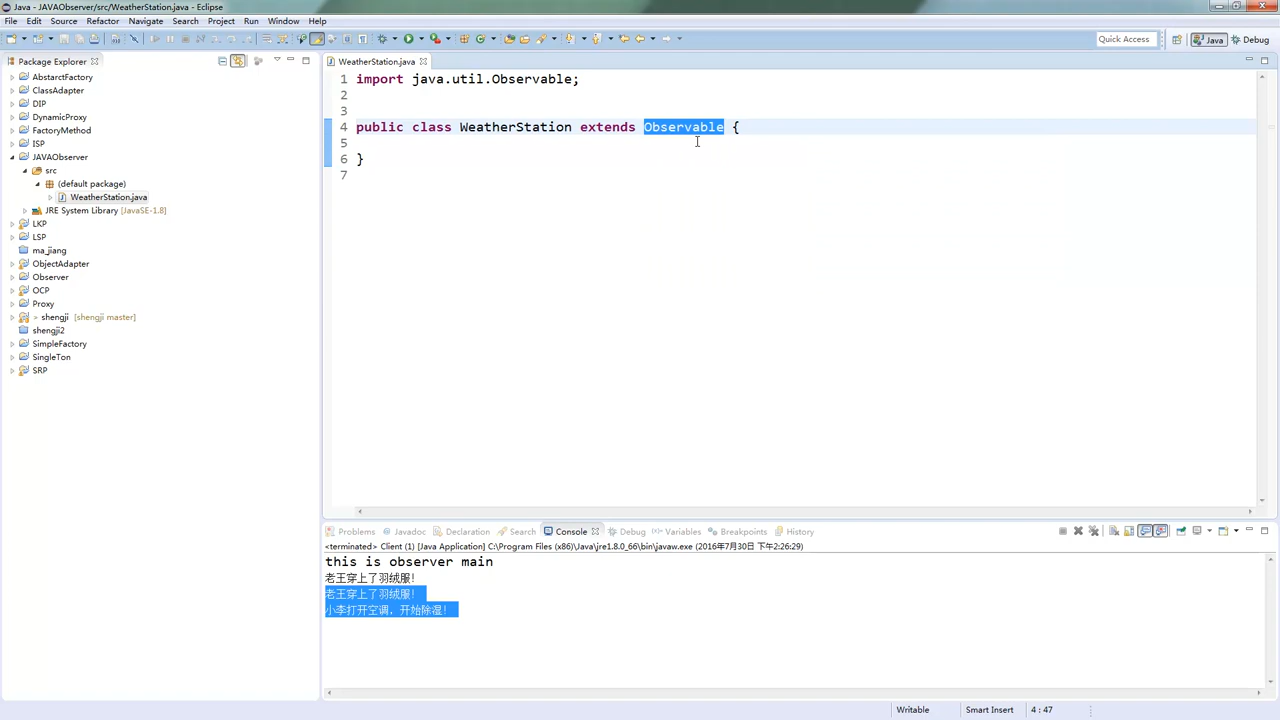 Java - JAVAObserver/src/WeatherStation.java - Eclipse
File Edit Source Refactor Navigate Search Project Run Window Help
Quick Access
Java
Debug
Package Explorer
AbstarctFactory
ClassAdapter
DIP
DynamicProxy
FactoryMethod
ISP
JAVAObserver
src
(default package)
WeatherStation.java
JRE System Library [JavaSE-1.8]
LKP
LSP
ma_jiang
ObjectAdapter
Observer
OCP
Proxy
> shengji [shengji master]
shengji2
SimpleFactory
SingleTon
SRP
WeatherStation.java
1 import java.util.Observable;
2
3
4 public class WeatherStation extends Observable {
5
6 }
7
Problems Javadoc Declaration Search Console Debug Variables Breakpoints History
<terminated> Client (1) [Java Application] C:\Program Files (x86)\Java\jre1.8.0_66\bin\javaw.exe (2016年7月30日 下午2:26:29)
this is observer main
老王穿上了羽绒服!
老王穿上了羽绒服!
小李打开空调，开始除湿!
Writable Smart Insert 4 : 47